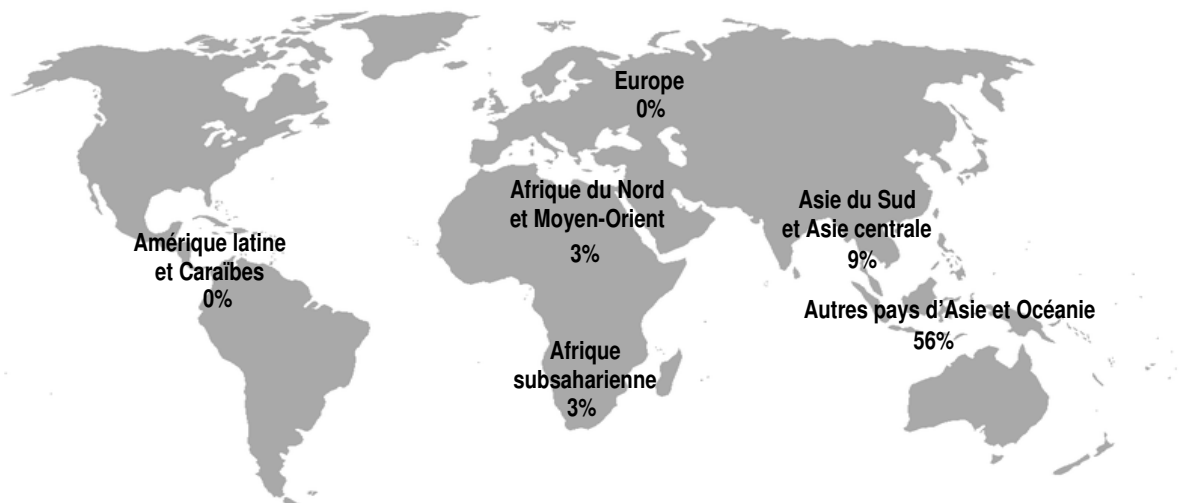 Europe
0%
Afrique du Nord
et Moyen-Orient
3%
Asie du Sud
et Asie centrale
9%
Amérique latine
et Caraïbes
0%
Autres pays d'Asie et Océanie
56%
Afrique
subsaharienne
3%